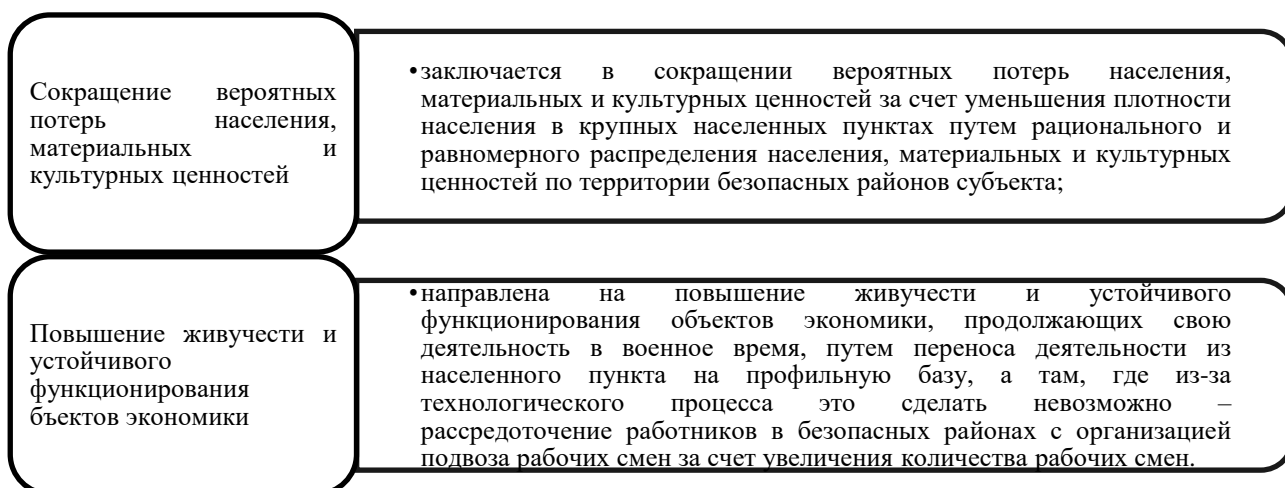 Сокращение вероятных
потерь населения,
материальных и
культурных ценностей
•заключается в сокращении вероятных потерь населения,
материальных и культурных ценностей за счет уменьшения плотности
населения в крупных населенных пунктах путем рационального и
равномерного распределения населения, материальных и культурных
ценностей по территории безопасных районов субъекта;
Повышение живучести и
устойчивого
функционирования
бъектов экономики
•направлена на повышение живучести и устойчивого
функционирования объектов экономики, продолжающих свою
деятельность в военное время, путем переноса деятельности из
населенного пункта на профильную базу, а там, где из-за
технологического процесса это сделать невозможно –
рассредоточение работников в безопасных районах с организацией
подвоза рабочих смен за счет увеличения количества рабочих смен.